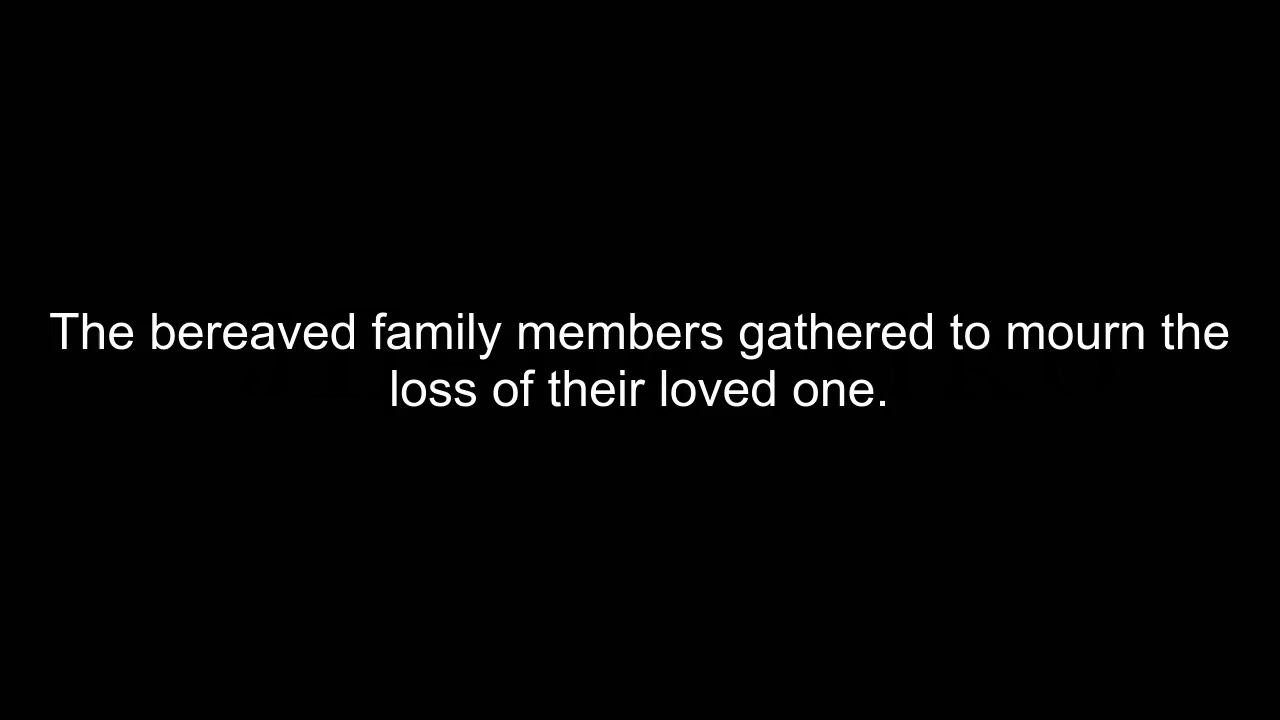 The bereaved family members gathered to mourn the
loss of their loved one.